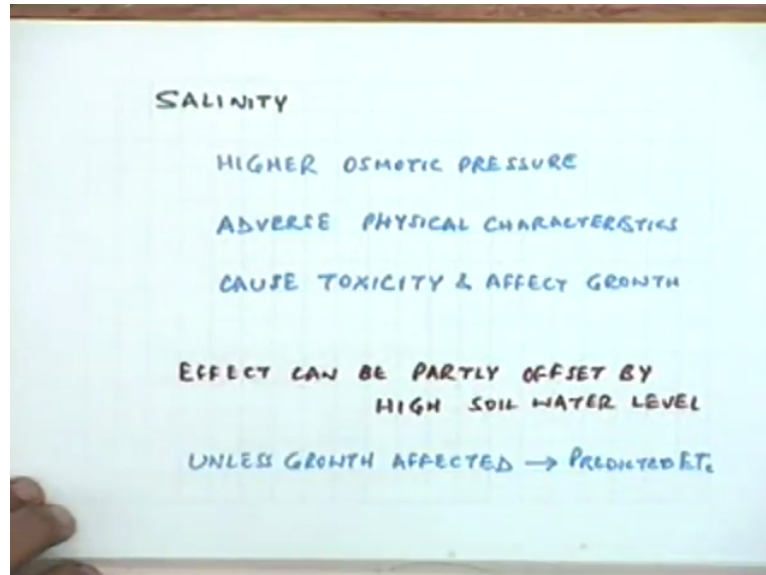 SALINITY
HIGHER OSMOTIC PRESSURE
ADVERSE PHYSICAL CHARACTERISTICS
CAUSE TOXICITY & AFFECT GROWTH
EFFECT CAN BE PARTLY OFFSET BY
HIGH SOIL WATER LEVEL
UNLESS GROWTH AFFECTED → PREDICTED ETc